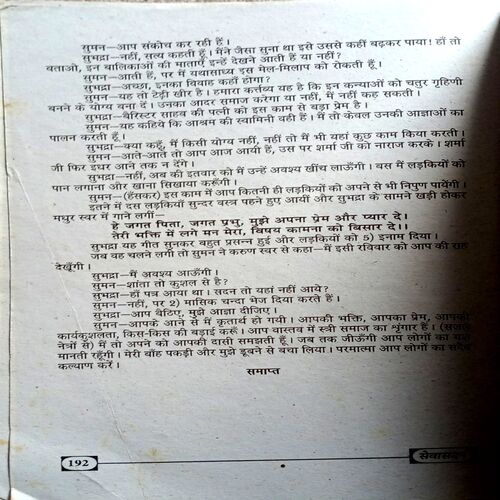 सुमन—आप संकोच कर रही हैं।
सुभद्रा—नहीं, सत्य कहती हूँ। मैंने जैसा सुना था इसे उससे कहीं बढ़कर पाया! हाँ तो
बताओ, इन बालिकाओं की माताएँ इन्हें देखने आती हैं या नहीं?
सुमन—आती हैं, पर मैं यथासाध्य इस मेल-मिलाप को रोकती हूँ।
सुभद्रा—अच्छा, इनका विवाह कहाँ होगा?
सुमन—यह तो टेढ़ी खीर है। हमारा कर्त्तव्य यह है कि इन कन्याओं को चतुर गृहिणी
बनने के योग्य बना दें। उनका आदर समाज करेगा या नहीं, मैं नहीं कह सकती।
सुभद्रा—बैरिस्टर साहब की पत्नी को इस काम से बड़ा प्रेम है।
सुमन—यह कहिये कि आश्रम की स्वामिनी वही हैं। मैं तो केवल उनकी आज्ञाओं का
पालन करती हूँ।
सुभद्रा—क्या कहूँ, मैं किसी योग्य नहीं, नहीं तो मैं भी यहां कुछ काम किया करती।
सुमन—आते-आते तो आप आज आयी हैं, उस पर शर्मा जी को नाराज करके। शर्मा
जी फिर इधर आने तक न देंगे।
सुभद्रा—नहीं, अब की इतवार को मैं उन्हें अवश्य खींच लाऊँगी। बस मैं लड़कियों को
पान लगाना और खाना सिखाया करूँगी।
सुमन—(हँसकर) इस काम में आप कितनी ही लड़कियों को अपने से भी निपुण पायेंगी।
इतने में दस लड़कियाँ सुन्दर वस्त्र पहने हुए आयीं और सुभद्रा के सामने खड़ी होकर
मधुर स्वर में गाने लगीं—
हे जगत पिता, जगत प्रभु, मुझे अपना प्रेम और प्यार दे।
तेरी भक्ति में लगे मन मेरा, विषय कामना को बिसार दे।।
सुभद्रा यह गीत सुनकर बहुत प्रसन्न हुई और लड़कियों को 5) इनाम दिया।
जब वह चलने लगी तो सुमन ने करुण स्वर से कहा—मैं इसी रविवार को आप की राह
देखूँगी।
सुभद्रा—मैं अवश्य आऊँगी।
सुमन—शांता तो कुशल से है?
सुभद्रा—हाँ पत्र आया था। सदन तो यहां नहीं आये?
सुमन—नहीं, पर 2) मासिक चन्दा भेज दिया करते हैं।
सुभद्रा—आप बैठिए, मुझे आज्ञा दीजिए।
सुमन—आपके आने से मैं कृतार्थ हो गयी। आपकी भक्ति, आपका प्रेम, आपकी
कार्यकुशलता, किस-किस की बड़ाई करूं। आप वास्तव में स्त्री समाज का शृंगार हैं। (सजल
नेत्रों से) मैं तो अपने को आपकी दासी समझती हूँ। जब तक जीऊँगी आप लोगों का यश
मानती रहूँगी। मेरी बाँह पकड़ी और मुझे डूबने से बचा लिया। परमात्मा आप लोगों का सदैव
कल्याण करें।
समाप्त
192
सेवासदन